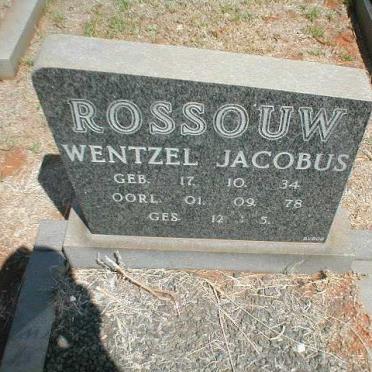 ROSSOUW
WENTZEL JACOBUS
GEB. 17. 10. 34
OORL. 01. 09. 78
GES. 12 : 5.